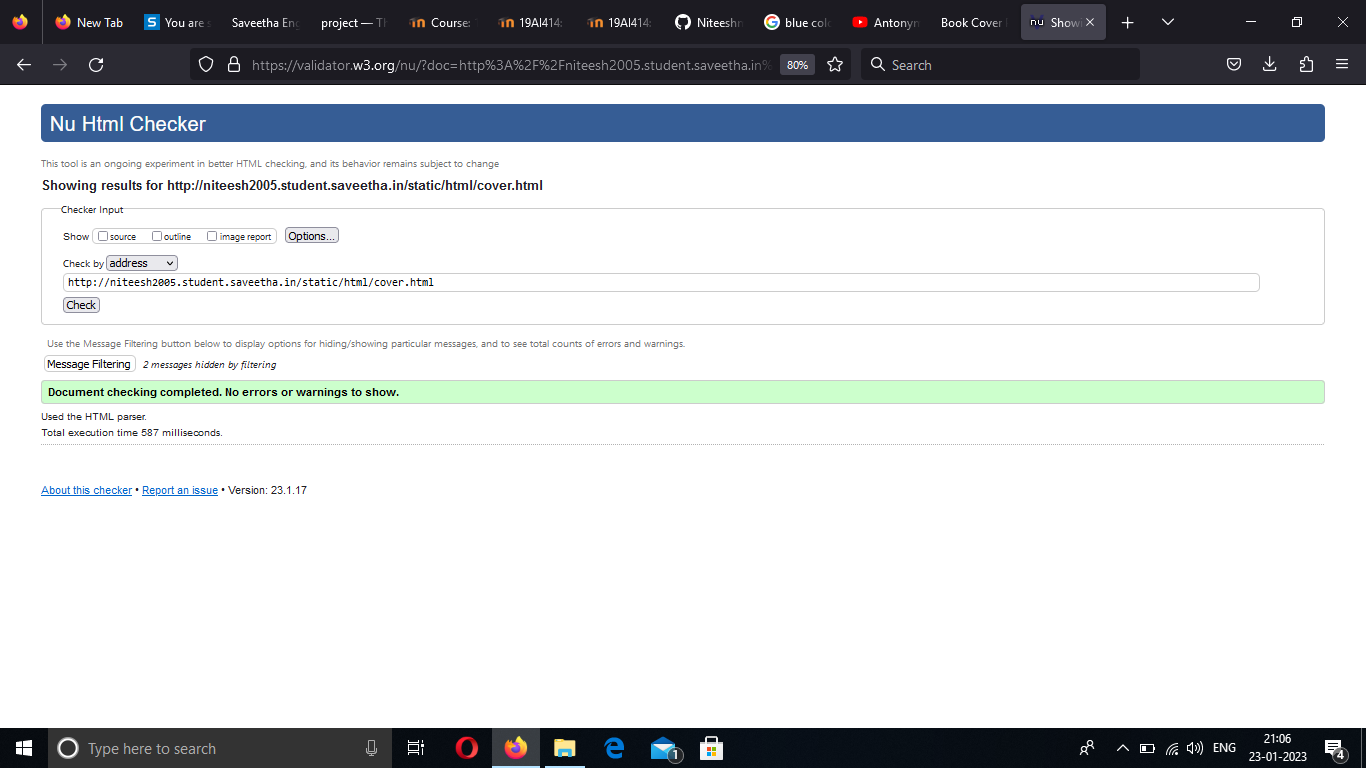 New Tab
You are s
Saveetha Eng
project — Th
Course:
19AI414:
19AI414:
Niteeshr
blue colo
Antonym
Book Cover
nu Showi
https://validator.w3.org/nu/?doc=http%3A%2F%2Fniteesh2005.student.saveetha.in%
80%
Search
Nu Html Checker
This tool is an ongoing experiment in better HTML checking, and its behavior remains subject to change
Showing results for http://niteesh2005.student.saveetha.in/static/html/cover.html
Checker Input
Show source outline image report Options...
Check by address
http://niteesh2005.student.saveetha.in/static/html/cover.html
Check
Use the Message Filtering button below to display options for hiding/showing particular messages, and to see total counts of errors and warnings.
Message Filtering 2 messages hidden by filtering
Document checking completed. No errors or warnings to show.
Used the HTML parser.
Total execution time 587 milliseconds.
About this checker • Report an issue • Version: 23.1.17
Type here to search
1
ENG
21:06
23-01-2023
4